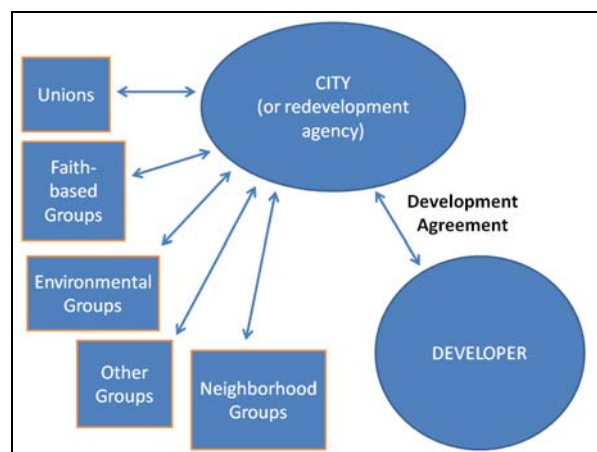 CITY
(or redevelopment
agency)
Unions
Faith-
based
Groups
Environmental
Groups
Other
Groups
Neighborhood
Groups
Development
Agreement
DEVELOPER